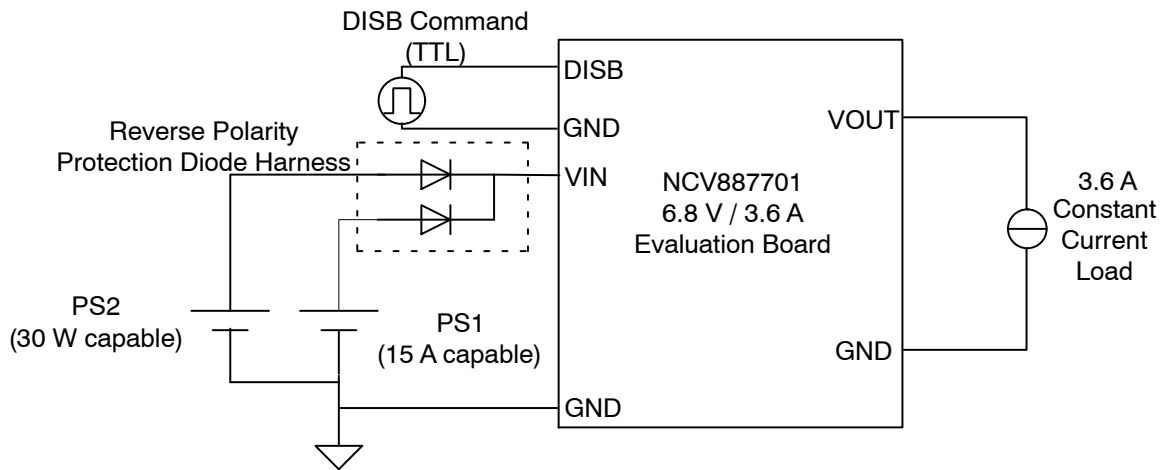 DISB Command
(TTL)
DISB
GND
Reverse Polarity
Protection Diode Harness
VIN
VOUT
NCV887701
6.8 V / 3.6 A
Evaluation Board
3.6 A
Constant
Current
Load
PS2
(30 W capable)
PS1
(15 A capable)
GND
GND